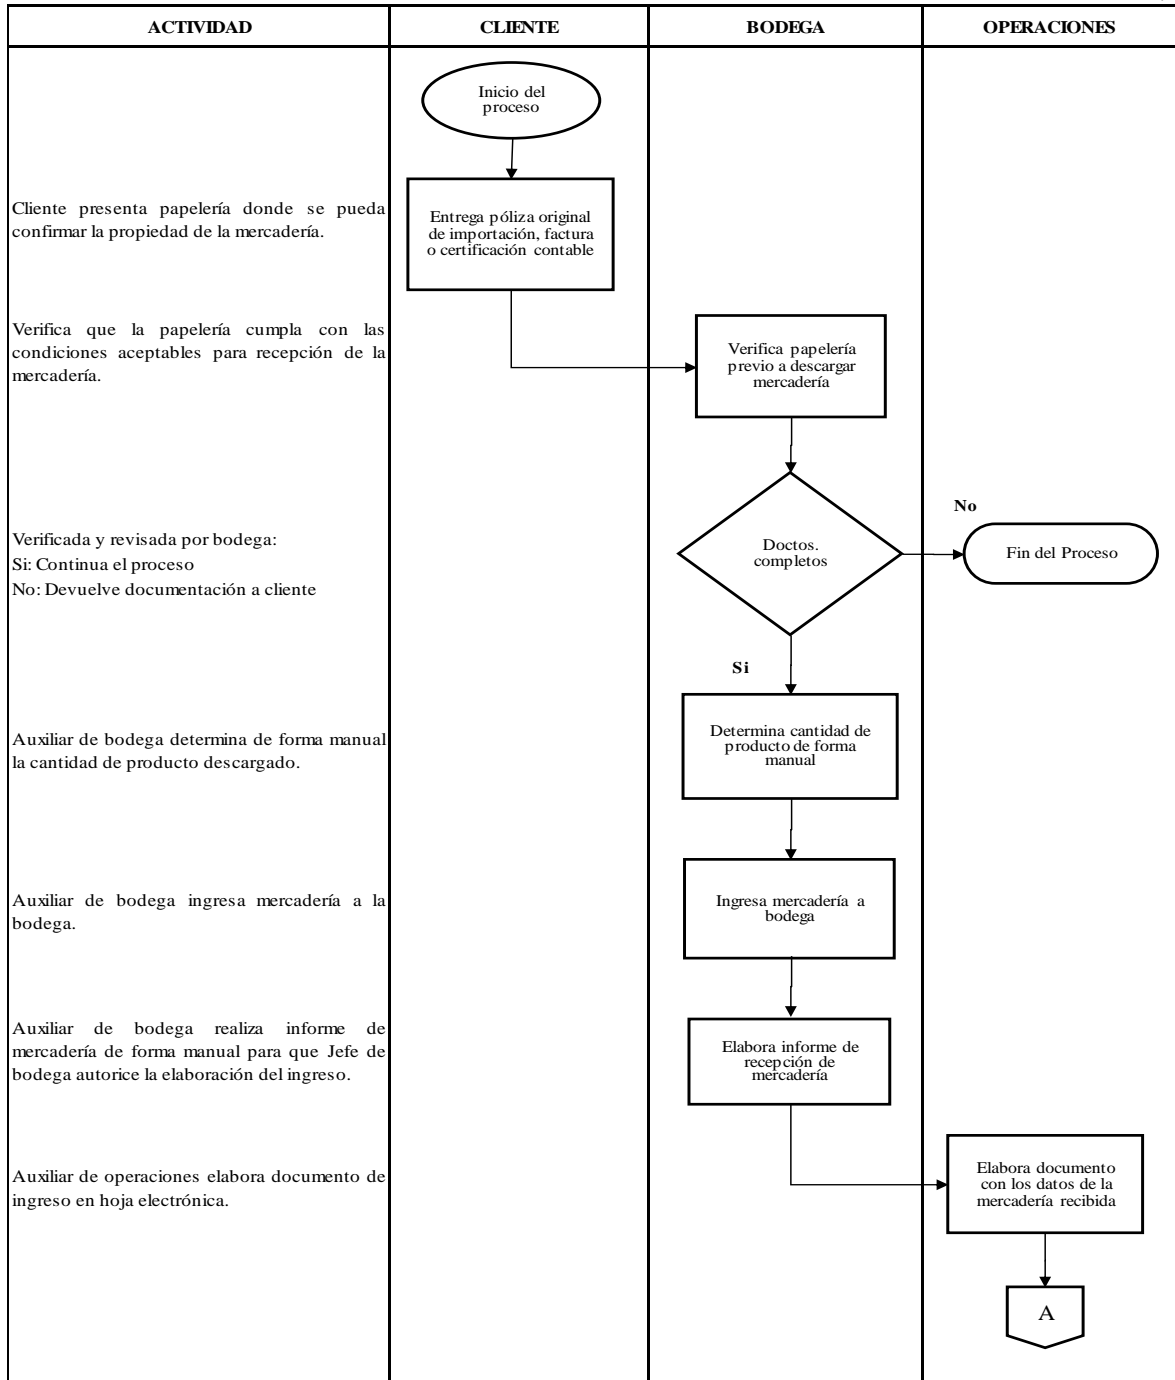 ACTIVIDAD
CLIENTE
BODEGA
OPERACIONES
Inicio del
proceso
Cliente presenta papelería donde se pueda
confirmar la propiedad de la mercadería.
Entrega póliza original
de importación, factura
o certificación contable
Verifica que la papelería cumpla con las
condiciones aceptables para recepción de la
mercadería.
Verifica papelería
previo a descargar
mercadería
Verificada y revisada por bodega:
Si: Continua el proceso
No: Devuelve documentación a cliente
Doctos.
completos
No
Fin del Proceso
Si
Auxiliar de bodega determina de forma manual
la cantidad de producto descargado.
Determina cantidad de
producto de forma
manual
Auxiliar de bodega ingresa mercadería a la
bodega.
Ingresa mercadería a
bodega
Auxiliar de bodega realiza informe de
mercadería de forma manual para que Jefe de
bodega autorice la elaboración del ingreso.
Elabora informe de
recepción de
mercadería
Auxiliar de operaciones elabora documento de
ingreso en hoja electrónica.
Elabora documento
con los datos de la
mercadería recibida
A